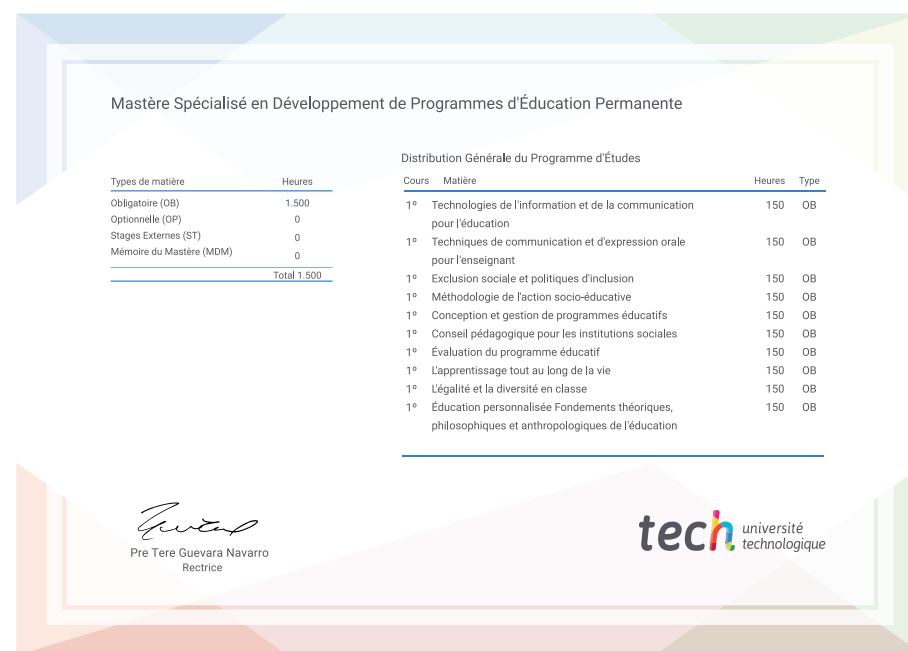 Mastère Spécialisé en Développement de Programmes d'Éducation Permanente
Types de matière Heures
Obligatoire (OB) 1.500
Optionnelle (OP) 0
Stages Externes (ST) 0
Mémoire du Mastère (MDM) 0
Total 1.500
Distribution Générale du Programme d'Études
Cours Matière Heures Type
1º Technologies de l'information et de la communication 150 OB
pour l'éducation
1º Techniques de communication et d'expression orale 150 OB
pour l'enseignant
1º Exclusion sociale et politiques d'inclusion 150 OB
1º Méthodologie de l'action socio-éducative 150 OB
1º Conception et gestion de programmes éducatifs 150 OB
1º Conseil pédagogique pour les institutions sociales 150 OB
1º Évaluation du programme éducatif 150 OB
1º L'apprentissage tout au long de la vie 150 OB
1º L'égalité et la diversité en classe 150 OB
1º Éducation personnalisée Fondements théoriques, 150 OB
philosophiques et anthropologiques de l'éducation
Pre Tere Guevara Navarro
Rectrice
tech université
technologique